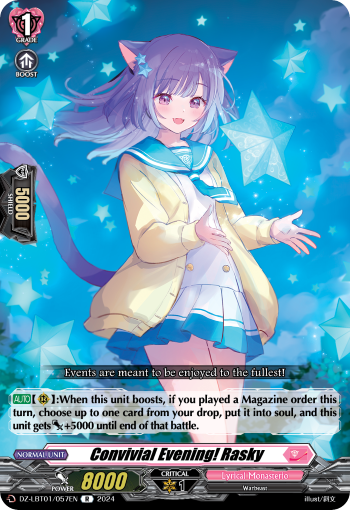 1
GRADE
BOOST
5000
SHIELD
Events are meant to be enjoyed to the fullest!
AUTO【 】:When this unit boosts, if you played a Magazine order this
turn, choose up to one card from your drop, put it into soul, and this
unit gets +5000 until end of that battle.
NORMAL UNIT
Convivial Evening! Rasky
Lyrical Monasterio
Warbeast
POWER 8000
CRITICAL
1
D DZ-LBT01/057EN R 2024
illust/釧文